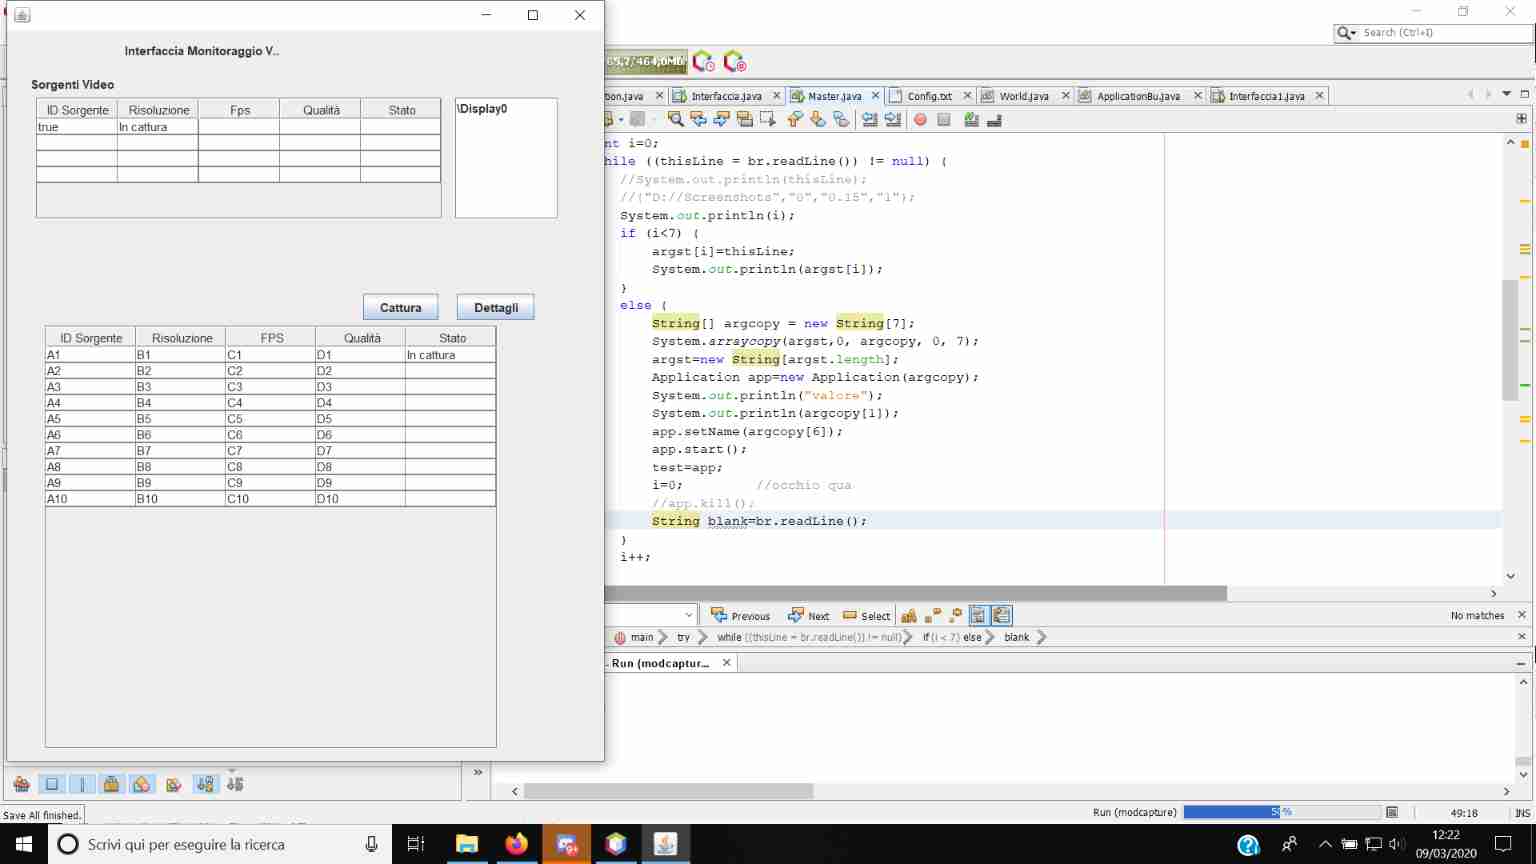 Interfaccia Monitoraggio V..
Sorgenti Video
ID Sorgente Risoluzione Fps Qualità Stato
true In cattura
\Display0
Cattura Dettagli
ID Sorgente Risoluzione FPS Qualità Stato
A1 B1 C1 D1 In cattura
A2 B2 C2 D2
A3 B3 C3 D3
A4 B4 C4 D4
A5 B5 C5 D5
A6 B6 C6 D6
A7 B7 C7 D7
A8 B8 C8 D8
A9 B9 C9 D9
A10 B10 C10 D10
Search (Ctrl+I)
tion.java Interfaccia.java Master.java Config.txt World.java ApplicationBu.java Interfaccia1.java
nt i=0;
hile ((thisLine = br.readLine()) != null) {
//System.out.println(thisLine);
//{"D://Screenshots","0","0.15","1"};
System.out.println(i);
if (i<7) {
argst[i]=thisLine;
System.out.println(argst[i]);
}
else {
String[] argcopy = new String[7];
System.arraycopy(argst,0, argcopy, 0, 7);
argst=new String[argst.length];
Application app=new Application(argcopy);
System.out.println("valore");
System.out.println(argcopy[1]);
app.setName(argcopy[6]);
app.start();
test=app;
i=0; //occhio qua
//app.kill();
String blank=br.readLine();
}
i++;
Previous Next Select No matches
main try while ((thisLine = br.readLine()) != null) if (i < 7) else blank
Run (modcaptur...
Save All finished.
Run (modcapture) 49:18 INS
Scrivi qui per eseguire la ricerca
12:22
09/03/2020